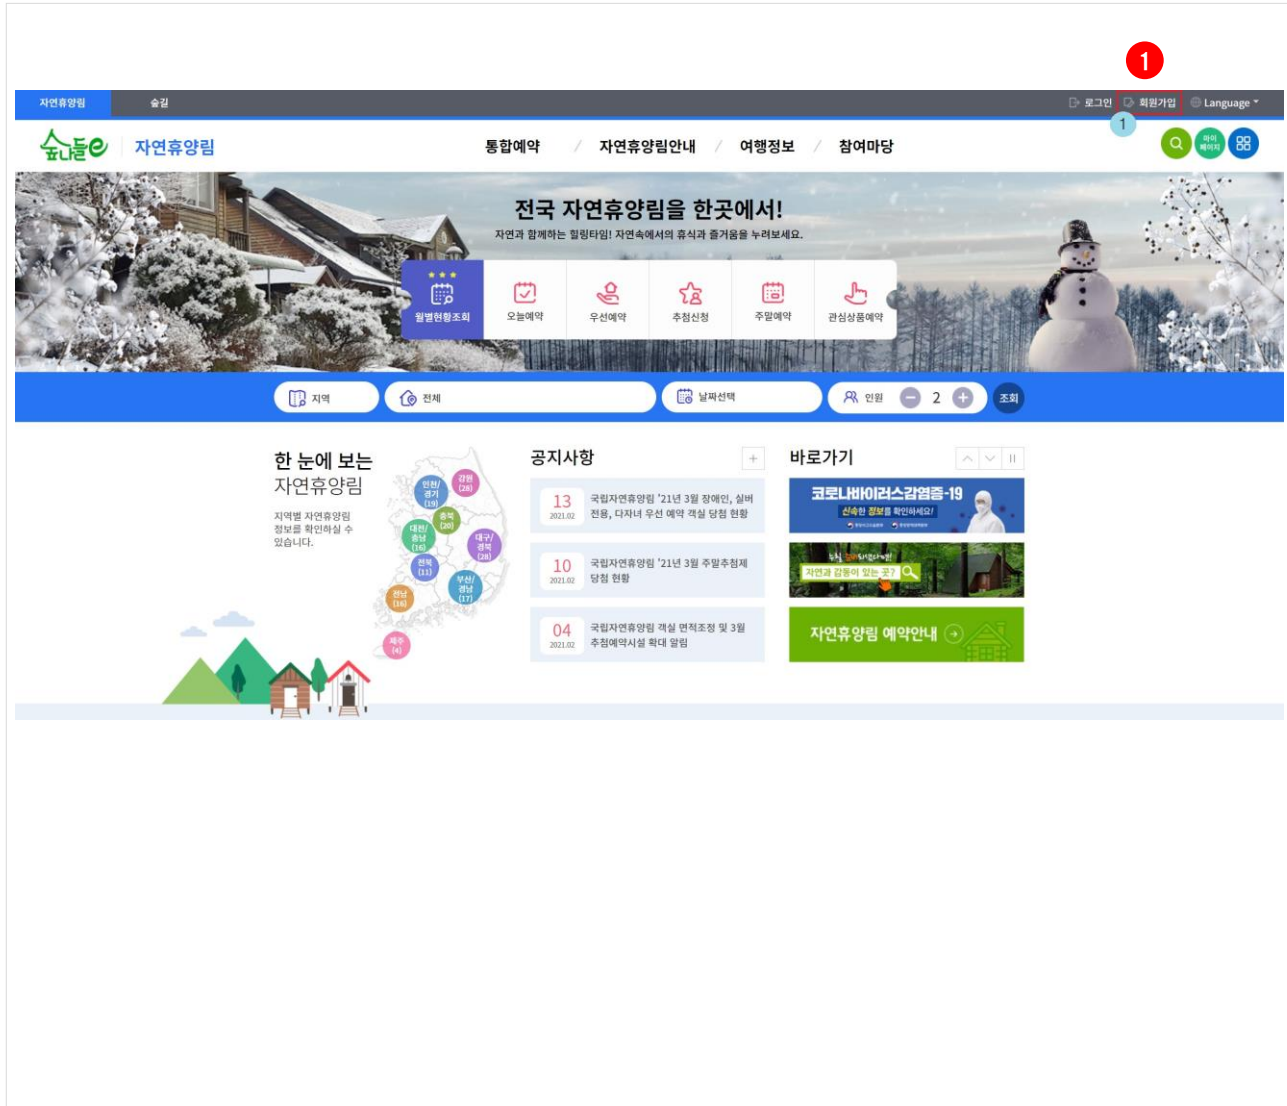 1
자연휴양림 숲길 로그인 회원가입 Language
1
숲나들e 자연휴양림 통합예약 / 자연휴양림안내 / 여행정보 / 참여마당 마이
페이지
전국 자연휴양림을 한곳에서!
자연과 함께하는 힐링타임! 자연속에서의 휴식과 즐거움을 누려보세요.
월별현황조회 오늘예약 우선예약 추첨신청 주말예약 관심상품예약
지역 전체 날짜선택 인원 2 조회
한 눈에 보는
자연휴양림
지역별 자연휴양림
정보를 확인하실 수
있습니다.
인천/
경기
(19)
강원
(28)
충북
(20)
대전/
충남
(16)
대구/
경북
(28)
전북
(11)
부산/
경남
(17)
전남
(16)
제주
(4)
공지사항
13
2021.02
국립자연휴양림 '21년 3월 장애인, 실버
전용, 다자녀 우선 예약 객실 당첨 현황
10
2021.02
국립자연휴양림 '21년 3월 주말추첨제
당첨 현황
04
2021.02
국립자연휴양림 객실 면적조정 및 3월
추첨예약시설 확대 알림
바로가기
코로나바이러스감염증-19
신속한 정보를 확인하세요!
자연과 감동이 있는 곳?
자연휴양림 예약안내